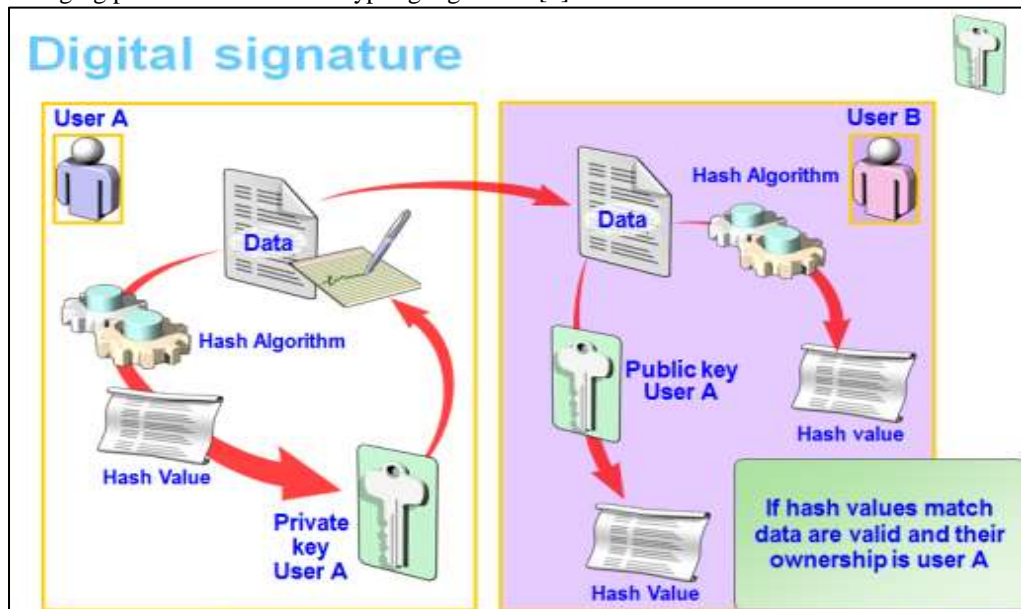 Digital signature
User A
Data
Hash Algorithm
Hash Value
Private
key
User A
User B
Hash Algorithm
Data
Public key
User A
Hash value
Hash Value
If hash values match
data are valid and their
ownership is user A